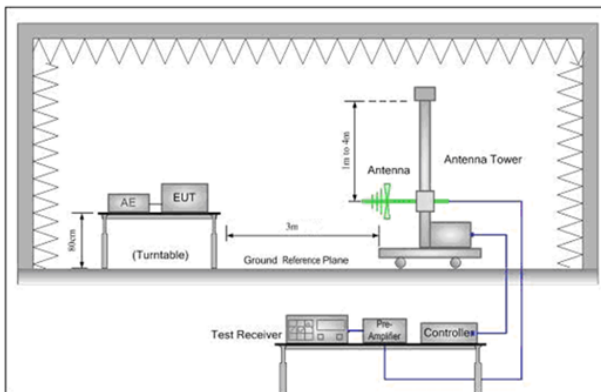 1m to 4m
Antenna
Antenna Tower
AE
EUT
80cm
(Turntable)
3m
Ground Reference Plane
Test Receiver
Pre-
Amplifier
Controller